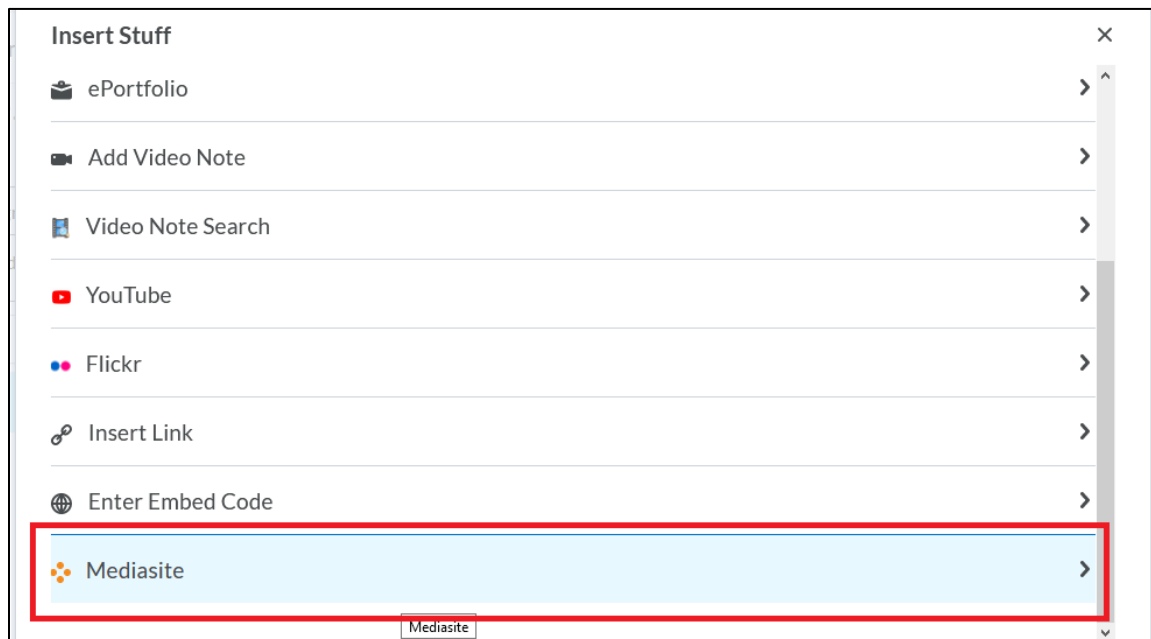 Insert Stuff
ePortfolio
Add Video Note
Video Note Search
YouTube
Flickr
Insert Link
Enter Embed Code
Mediasite
Mediasite